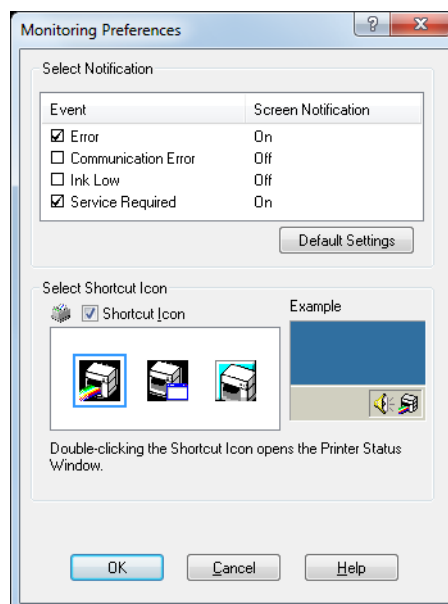 Monitoring Preferences
Select Notification
Event Screen Notification
Error On
Communication Error Off
Ink Low Off
Service Required On
Default Settings
Select Shortcut Icon
Shortcut Icon
Example
Double-clicking the Shortcut Icon opens the Printer Status
Window.
OK Cancel Help